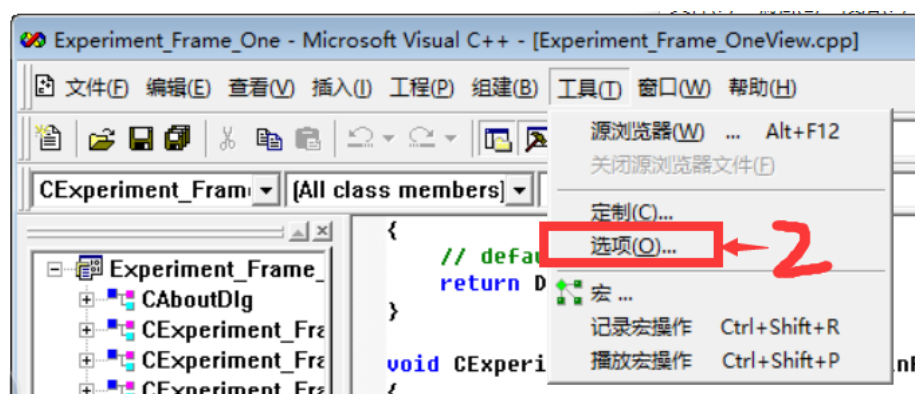 Experiment_Frame_One - Microsoft Visual C++ - [Experiment_Frame_OneView.cpp]
文件(F) 编辑(E) 查看(V) 插入(I) 工程(P) 组建(B) 工具(T) 窗口(W) 帮助(H)
源浏览器(W) ... Alt+F12
关闭源浏览器文件(F)
CExperiment_Fram [All class members]
定制(C)...
{
选项(O)... 2
// defau
Experiment_Frame_
return D
宏 ...
CAboutDlg
}
CExperiment_Fra
记录宏操作 Ctrl+Shift+R
CExperiment_Fra
void CExperi
播放宏操作 Ctrl+Shift+P
CExperiment_Fra
{